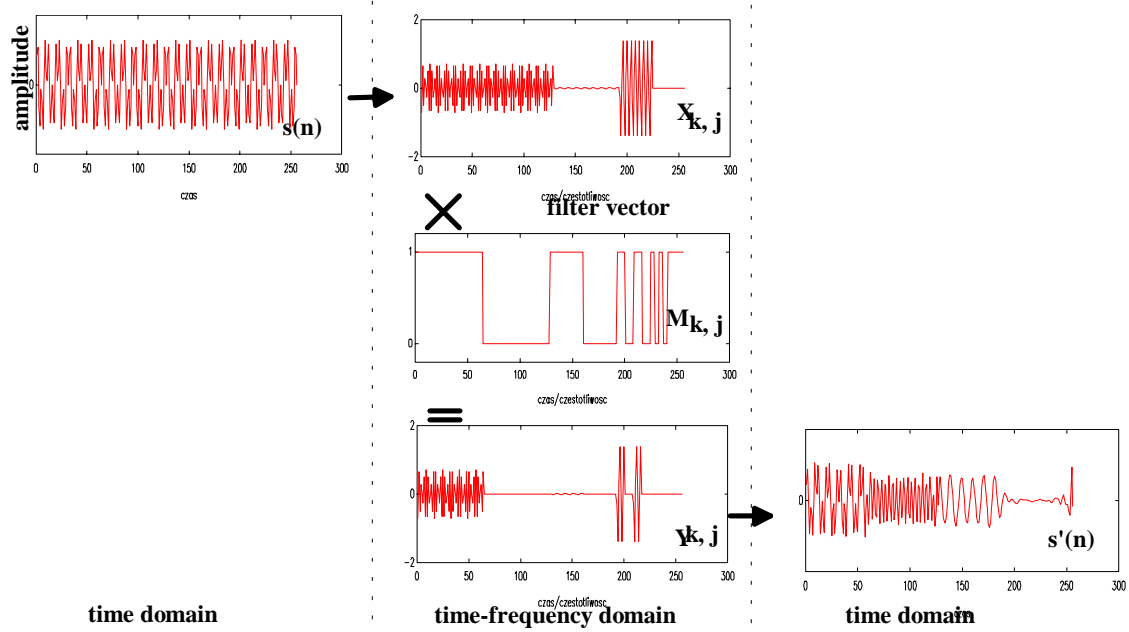 amplitude
0
s(n)
0 50 100 150 200 250 300
czas
2
0
-2
X k, j
0 50 100 150 200 250 300
czas/czestotliwosc
filter vector
1
0
M k, j
0 50 100 150 200 250 300
czas/czestotliwosc
2
0
-2
Y k, j
0 50 100 150 200 250 300
czas/czestotliwosc
0
s'(n)
0 50 100 150 200 250 300
time domain
time-frequency domain
time domain